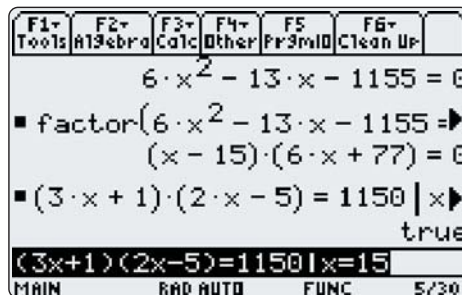 F1 F2 F3 F4 F5 F6
Tools Algebra Calc Other PrgmIO Clean Up
6·x² − 13·x − 1155 = 0
▪ factor(6·x² − 13·x − 1155 =▶
(x − 15)·(6·x + 77) = 0
▪ (3·x + 1)·(2·x − 5) = 1150 | x▶
true
(3x+1)(2x-5)=1150|x=15
MAIN RAD AUTO FUNC 5/30